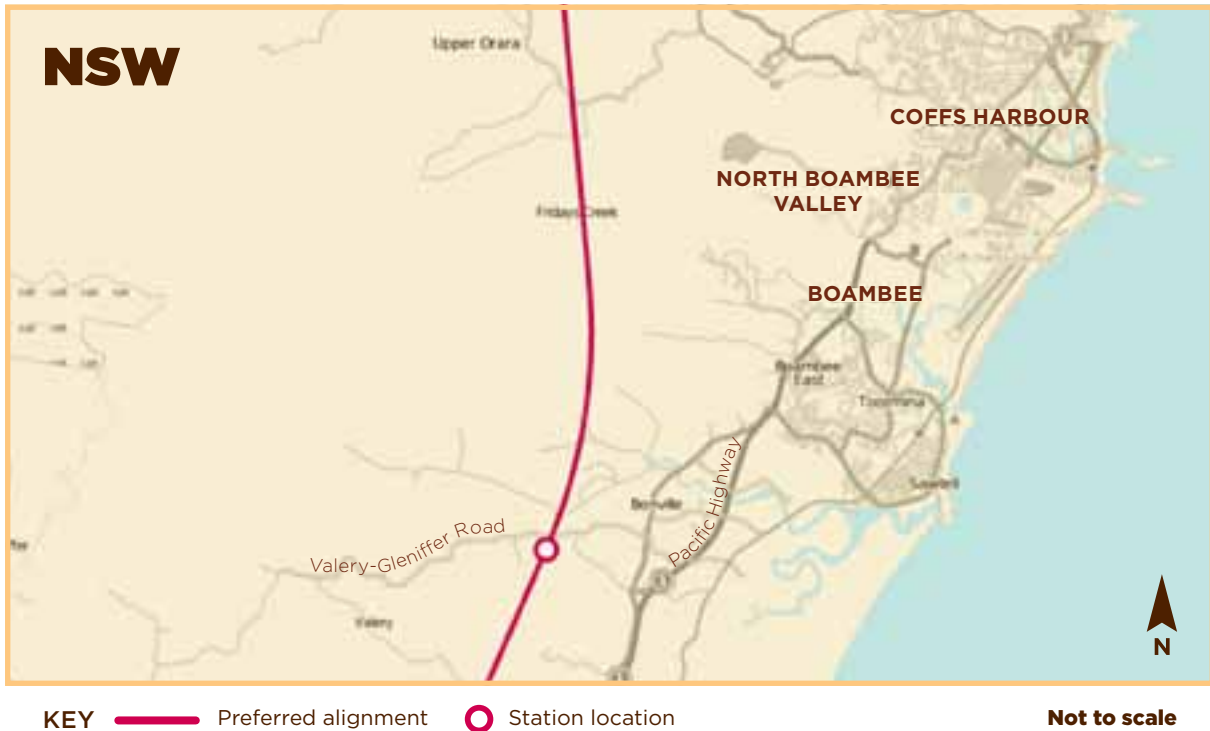 NSW
Upper Orara
COFFS HARBOUR
NORTH BOAMBEE
VALLEY
Fridays Creek
BOAMBEE
Boambee
East
Toormina
Pacific Highway
Sawtell
Bonville
Valery-Gleniffer Road
Valery
N
KEY
Preferred alignment
Station location
Not to scale